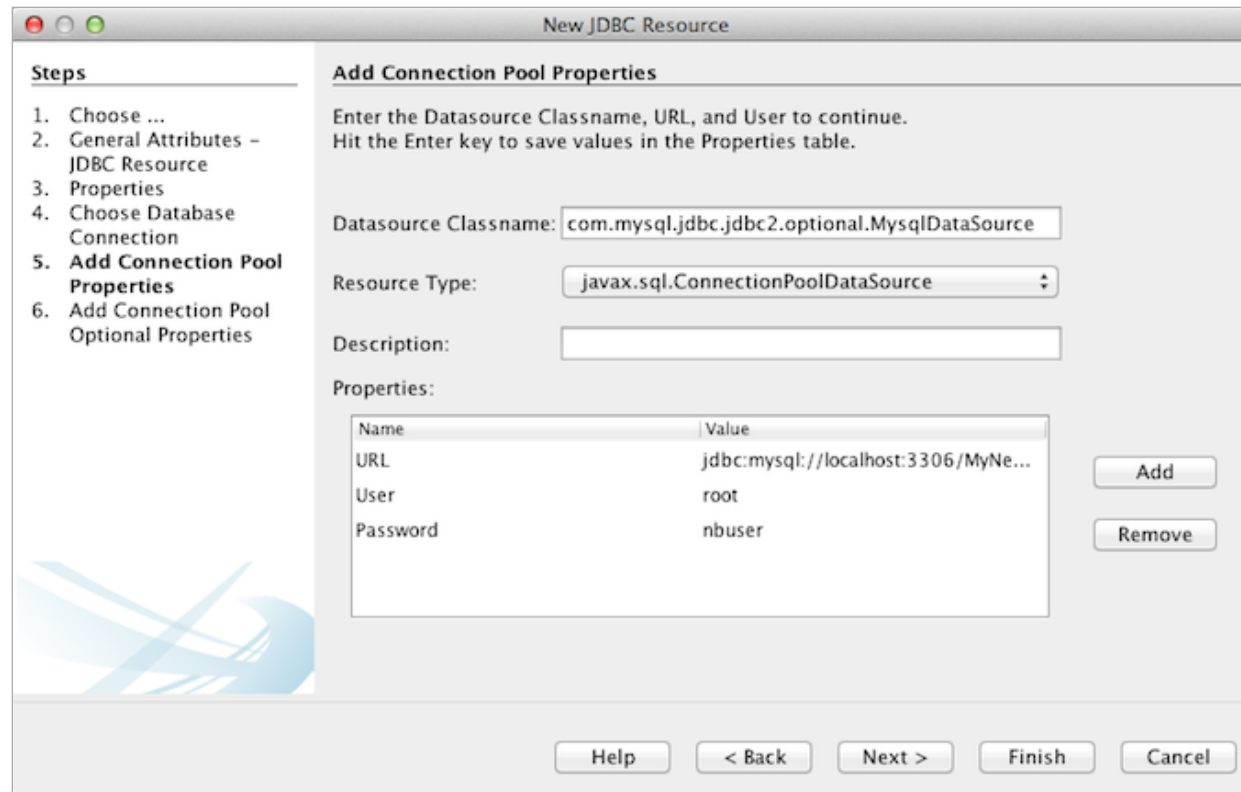 New JDBC Resource
Steps
1. Choose ...
2. General Attributes –
JDBC Resource
3. Properties
4. Choose Database
Connection
5. Add Connection Pool
Properties
6. Add Connection Pool
Optional Properties
Add Connection Pool Properties
Enter the Datasource Classname, URL, and User to continue.
Hit the Enter key to save values in the Properties table.
Datasource Classname: com.mysql.jdbc.jdbc2.optional.MysqlDataSource
Resource Type: javax.sql.ConnectionPoolDataSource
Description:
Properties:
Name Value
URL jdbc:mysql://localhost:3306/MyNe...
User root
Password nbuser
Add
Remove
Help < Back Next > Finish Cancel